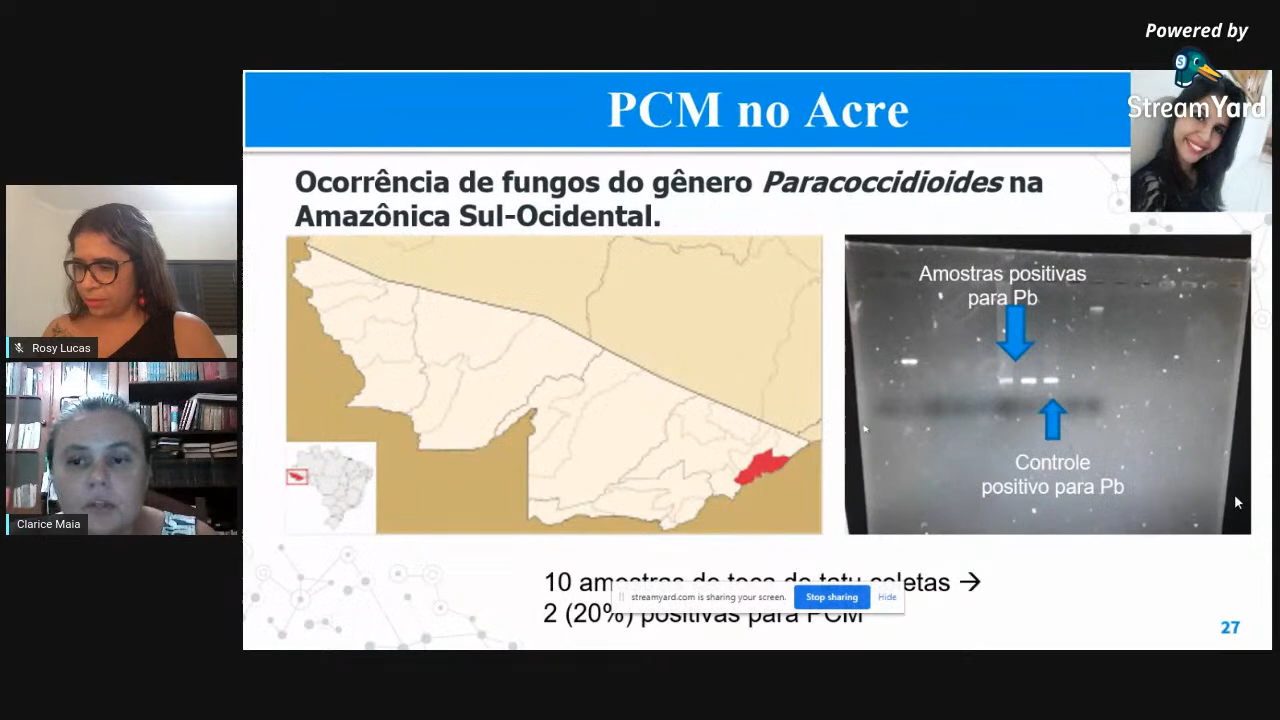 Powered by
StreamYard
PCM no Acre
Ocorrência de fungos do gênero Paracoccidioides na
Amazônica Sul-Ocidental.
Amostras positivas
para Pb
Controle
positivo para Pb
Rosy Lucas
Clarice Maia
10 amostras de toca de tatu coletas →
2 (20%) positivas para PCM
streamyard.com is sharing your screen.
Stop sharing
Hide
27